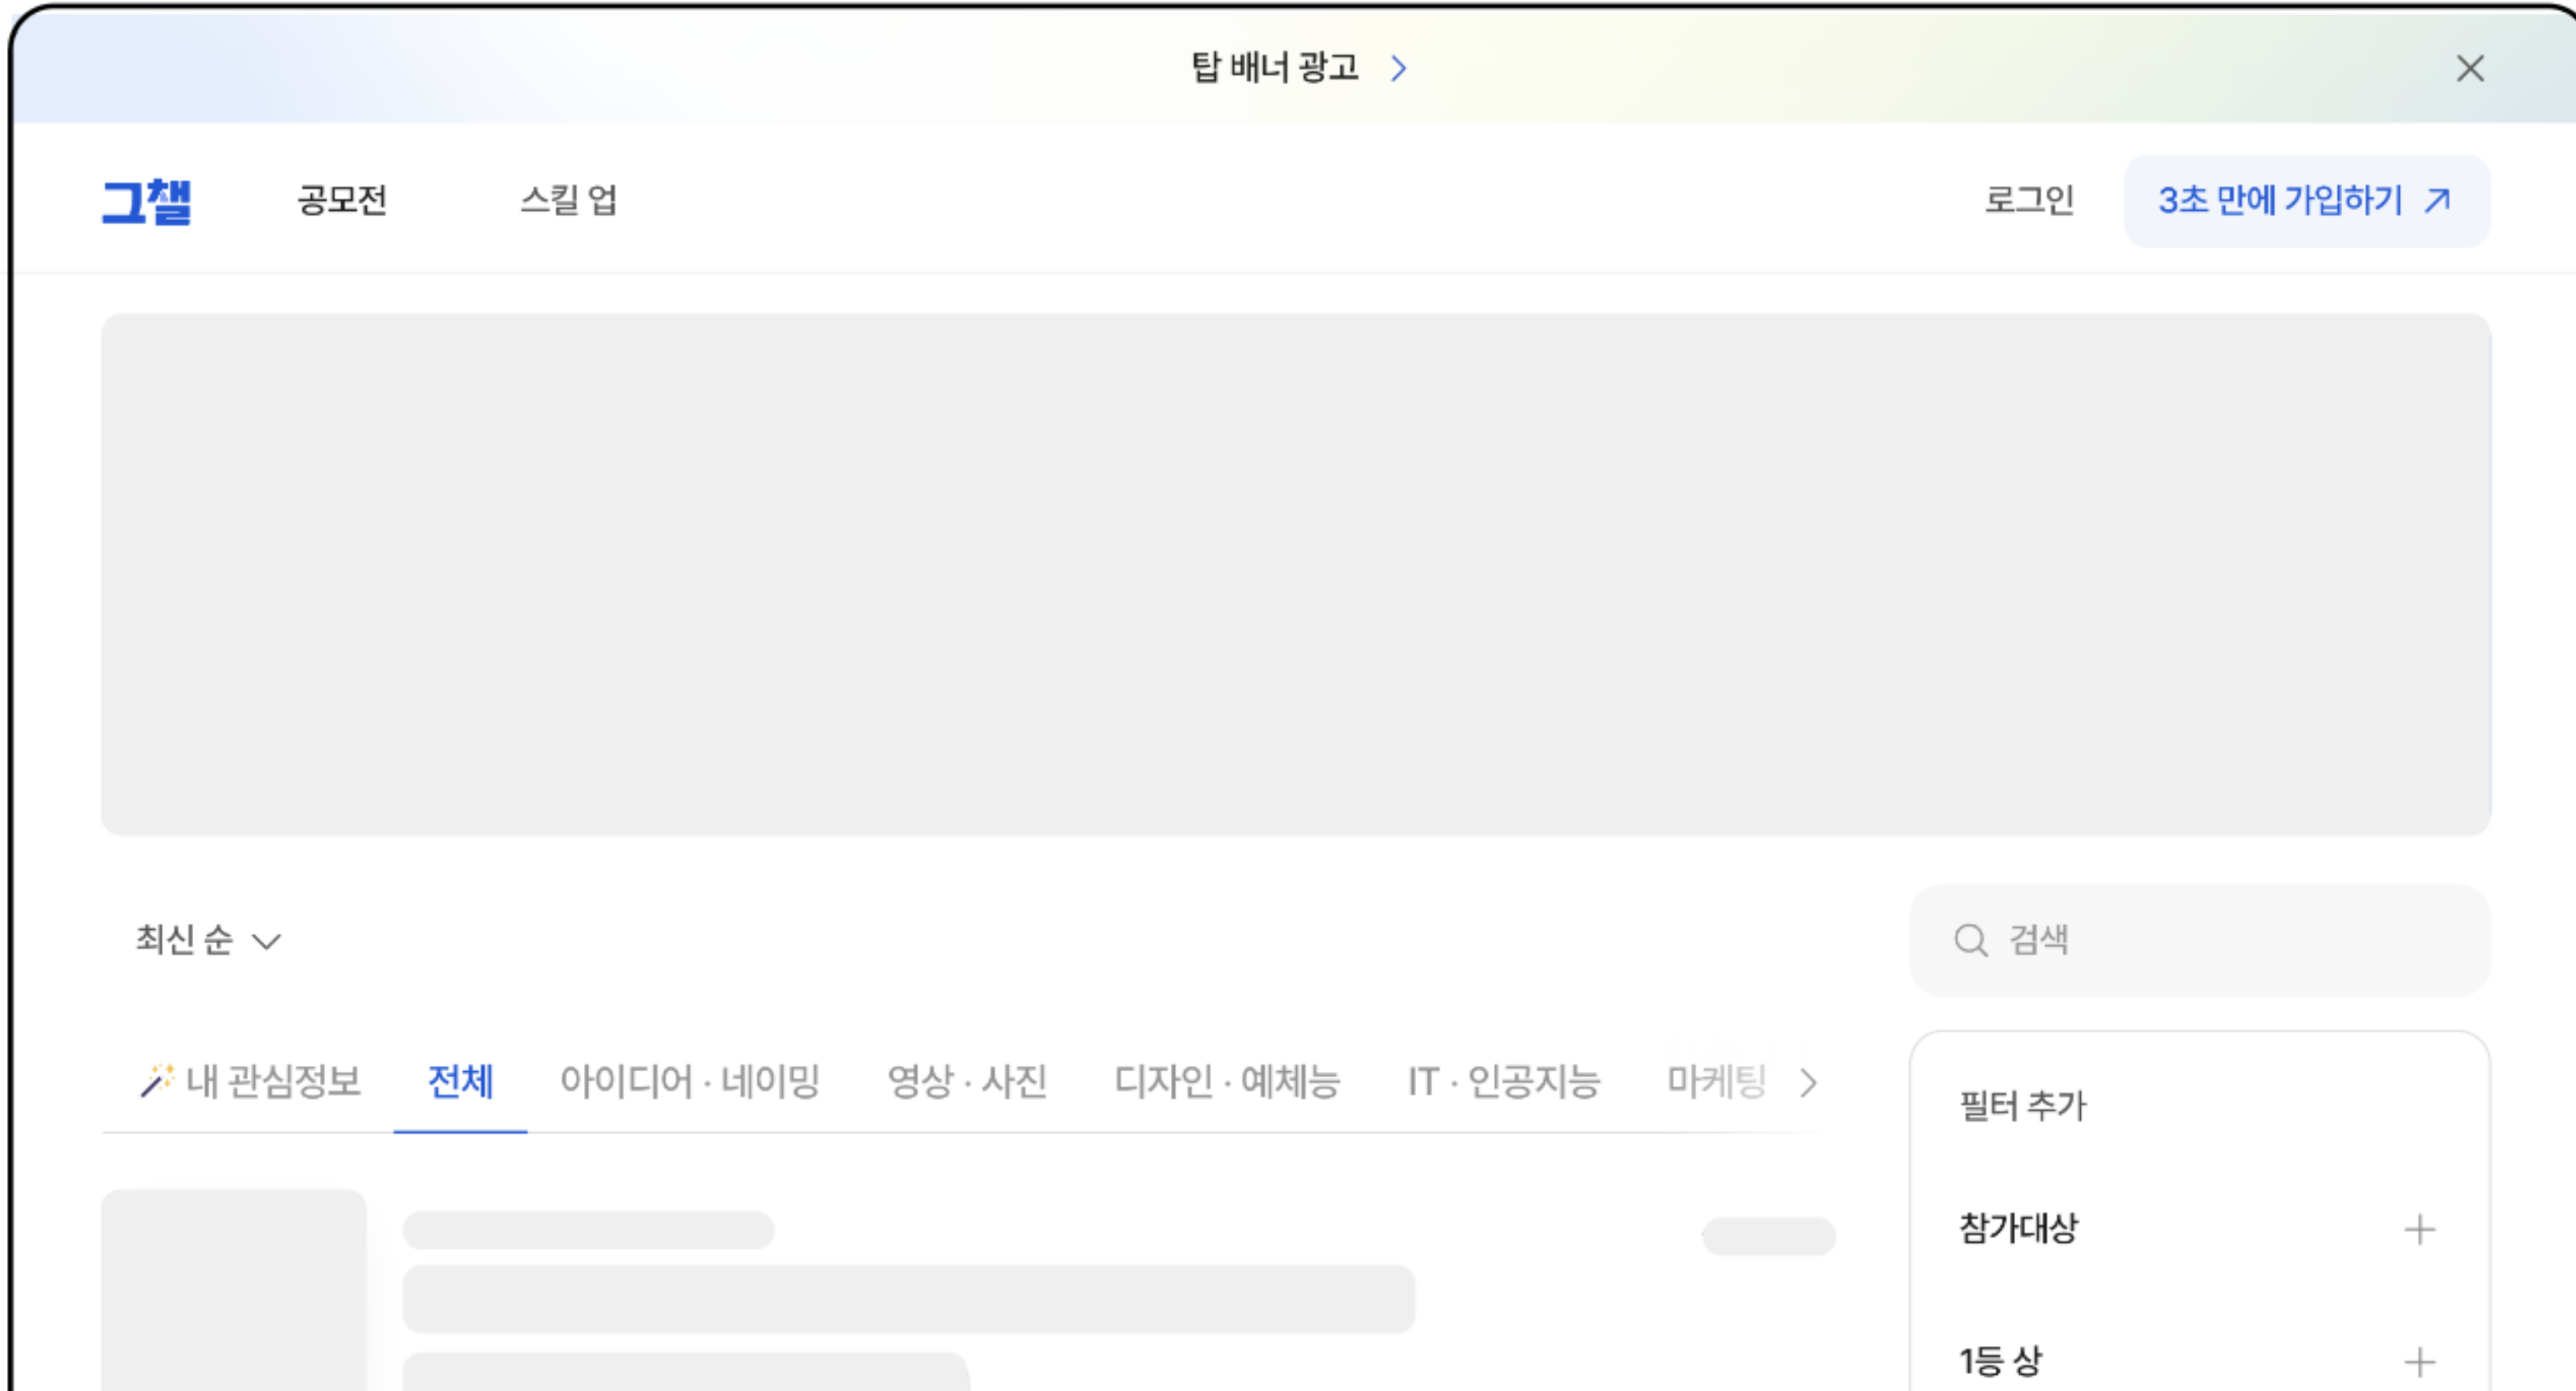 탑 배너 광고
그챌 공모전 스킬 업 로그인 3초 만에 가입하기
최신 순 검색
내 관심정보 전체 아이디어 · 네이밍 영상 · 사진 디자인 · 예체능 IT · 인공지능 마케팅
필터 추가
참가대상
1등 상